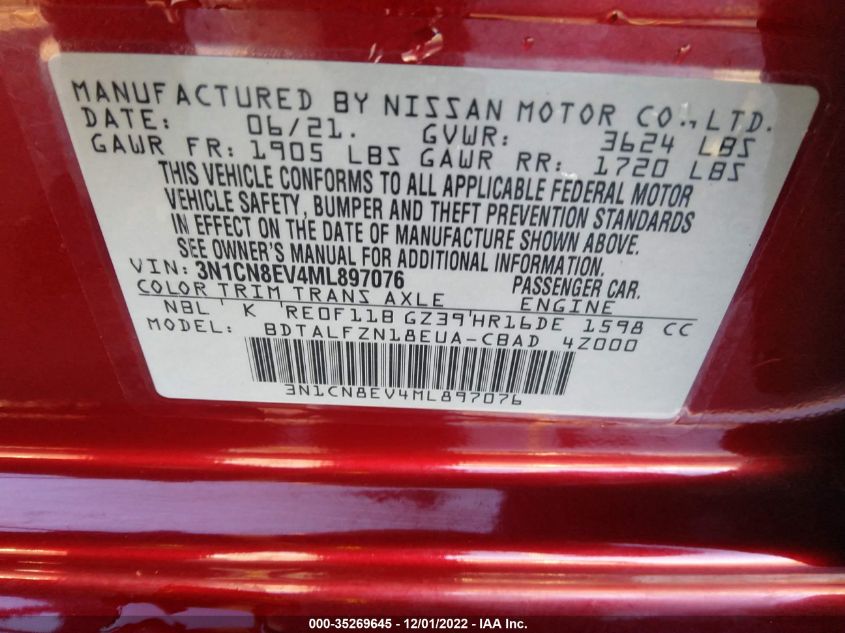 MANUFACTURED BY NISSAN MOTOR CO., LTD.
DATE: 06/21. GVWR: 3624 LBS
GAWR FR: 1905 LBS GAWR RR: 1720 LBS
THIS VEHICLE CONFORMS TO ALL APPLICABLE FEDERAL MOTOR
VEHICLE SAFETY, BUMPER AND THEFT PREVENTION STANDARDS
IN EFFECT ON THE DATE OF MANUFACTURE SHOWN ABOVE.
SEE OWNER'S MANUAL FOR ADDITIONAL INFORMATION.
VIN: 3N1CN8EV4ML897076 PASSENGER CAR.
COLOR TRIM TRANS AXLE ENGINE
NBL ' K 'RE0F11B GZ39'HR16DE 1598 CC
MODEL: BDTALFZN18EUA-CBAD 4Z000
3N1CN8EV4ML897076
000-35269645 - 12/01/2022 - IAA Inc.